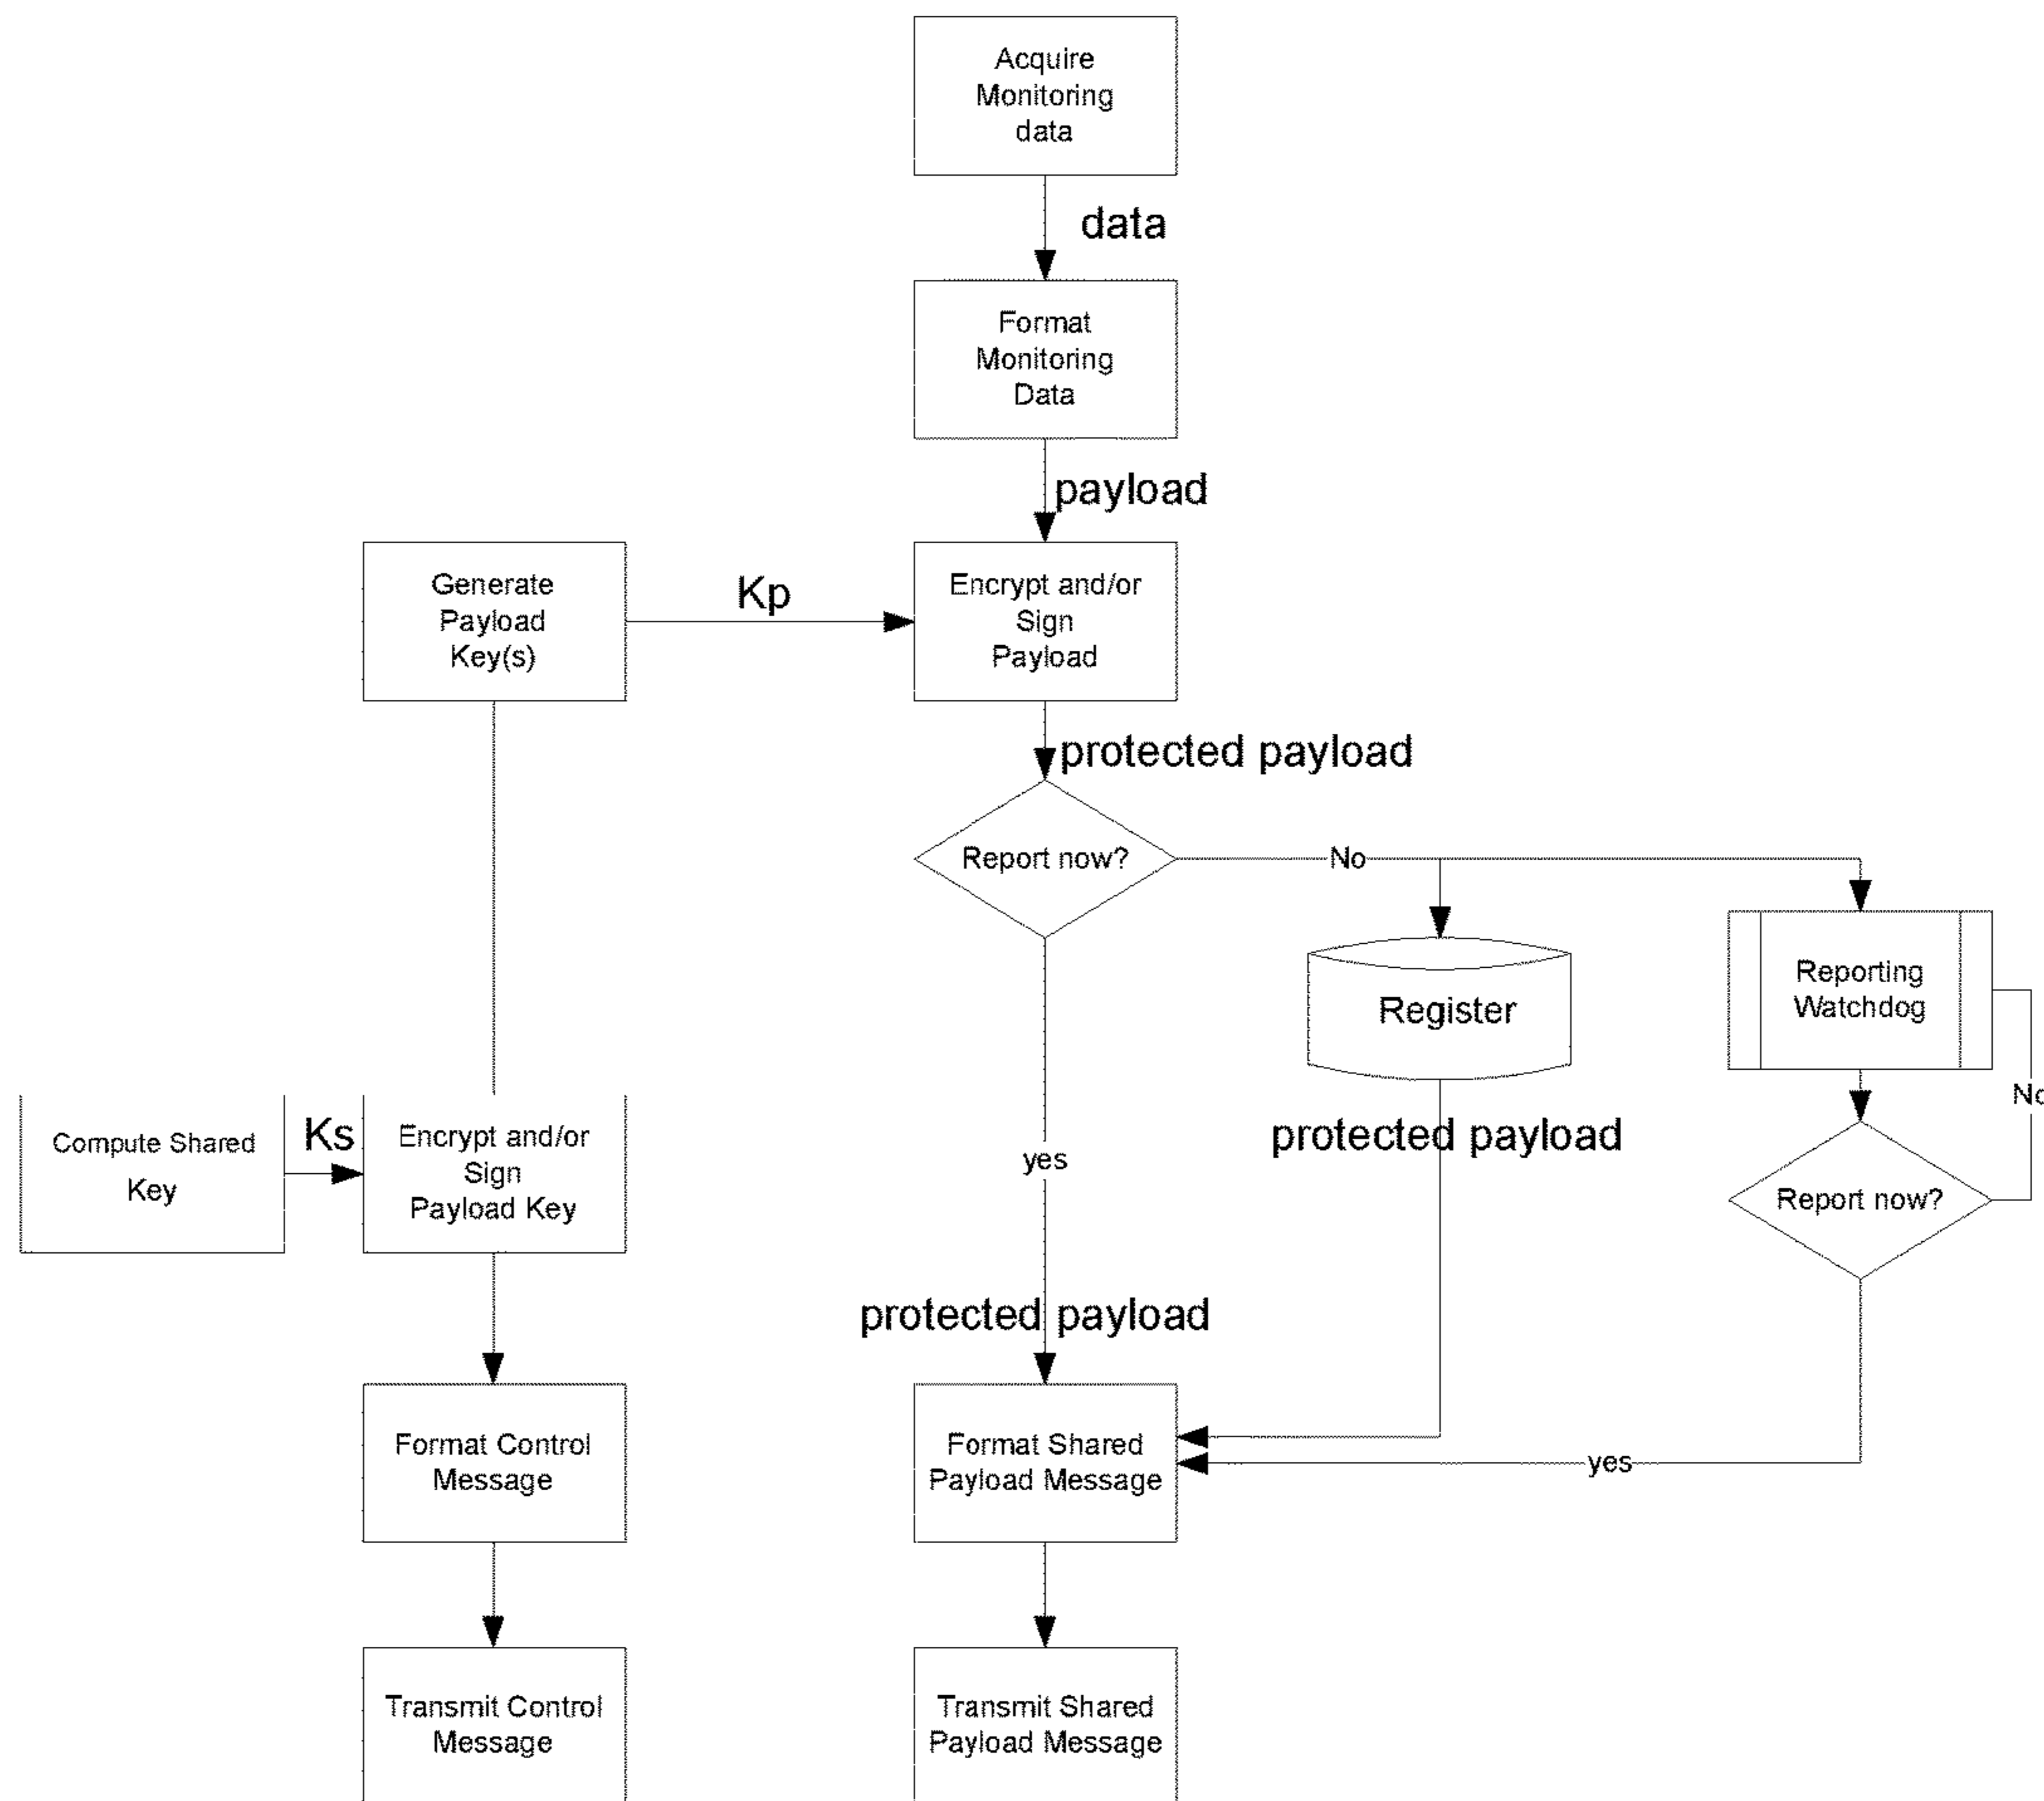 Acquire
Monitoring
data
data
Format
Monitoring
Data
payload
Generate
Payload
Key(s)
Kp
Encrypt and/or
Sign
Payload
protected payload
Report now?
No
Register
Reporting
Watchdog
No
Compute Shared
Key
Ks
Encrypt and/or
Sign
Payload Key
yes
protected payload
Report now?
protected payload
Format Control
Message
Format Shared
Payload Message
yes
Transmit Control
Message
Transmit Shared
Payload Message